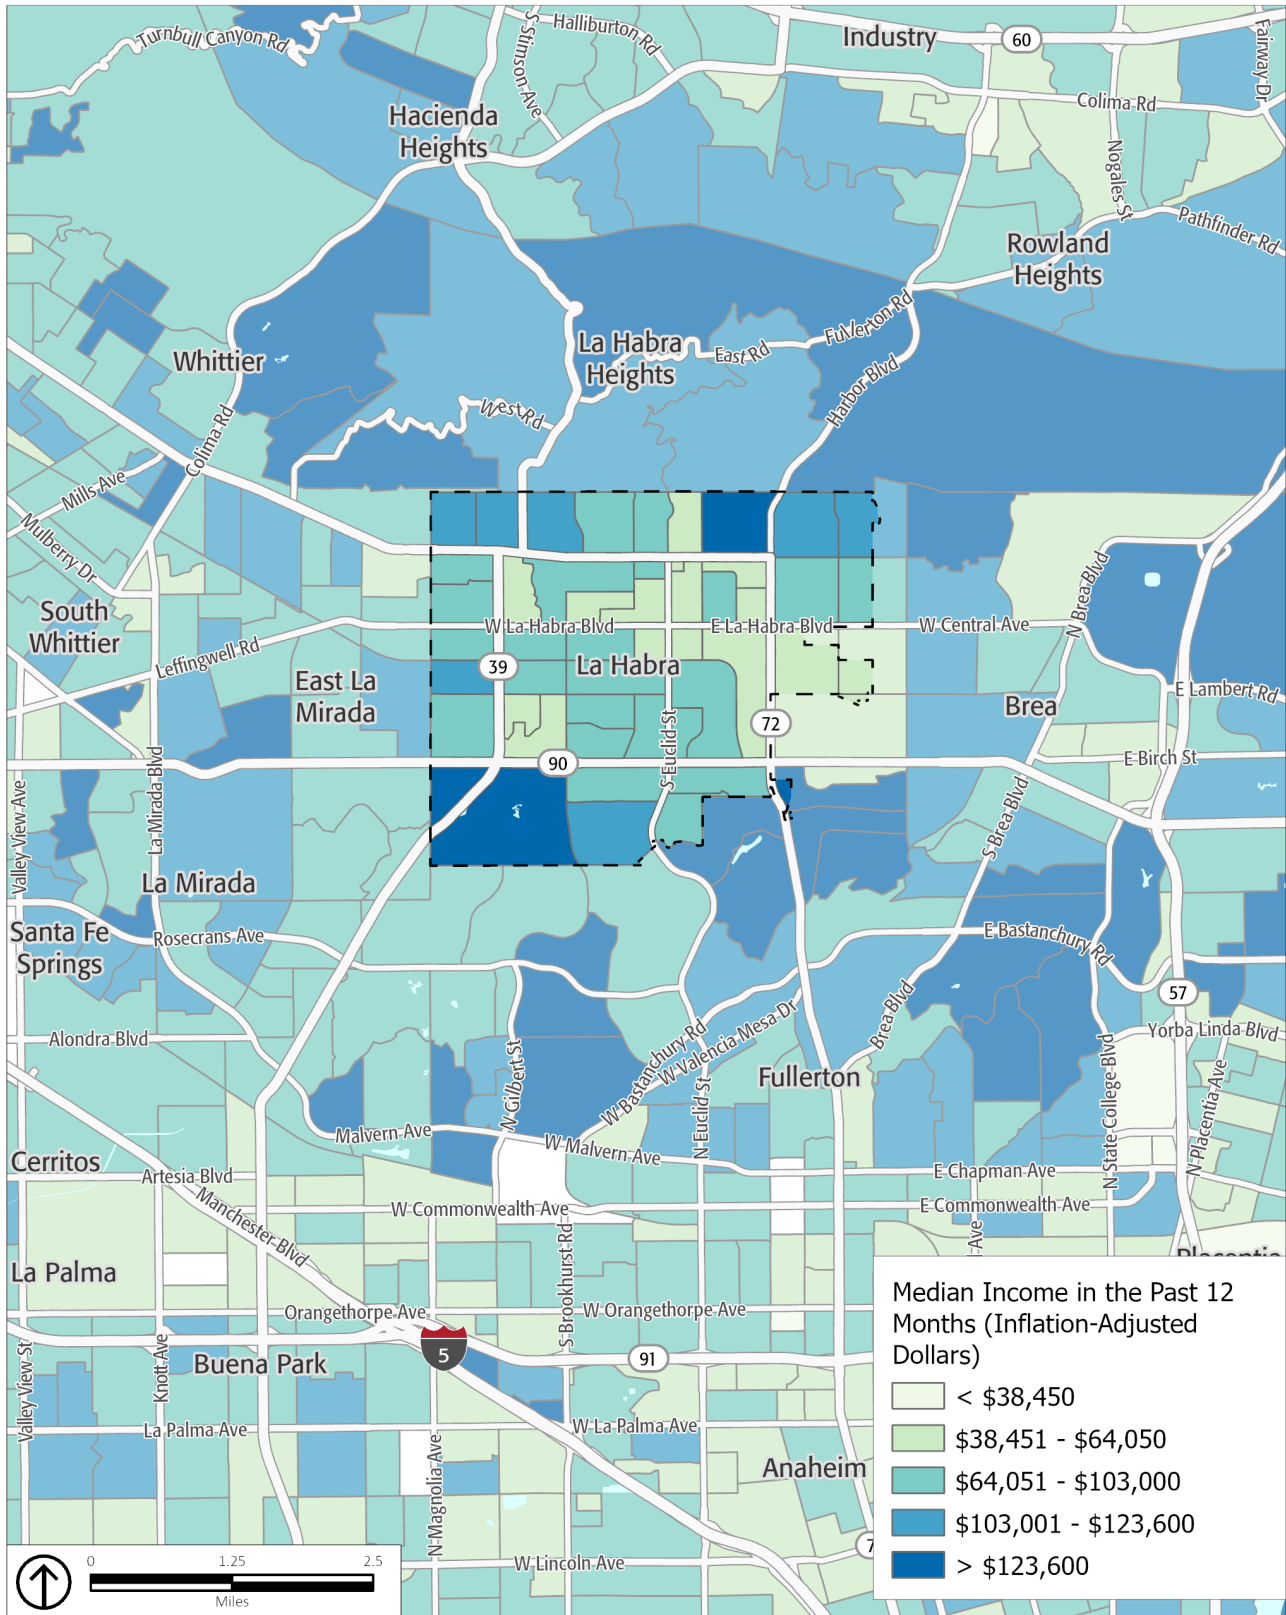 Turnbull Canyon Rd
S Stimson Ave
Halliburton Rd
Industry
60
Fairway Dr
Colima Rd
Hacienda
Heights
Nogales St
Pathfinder Rd
Rowland
Heights
Whittier
La Habra
Heights
East Rd
Fullerton Rd
Harbor Blvd
West Rd
Colima Rd
Mills Ave
Mulberry Dr
South
Whittier
Leffingwell Rd
East La
Mirada
W La Habra Blvd
E La Habra Blvd
W Central Ave
N Brea Blvd
39
La Habra
72
S Euclid St
Brea
E Lambert Rd
90
E Birch St
Valley View Ave
La Mirada Blvd
S Brea Blvd
La Mirada
Santa Fe
Springs
Rosecrans Ave
E Bastanchury Rd
57
Alondra Blvd
N Gilbert St
W Bastanchury Rd
W Valencia Mesa Dr
Brea Blvd
Yorba Linda Blvd
Fullerton
N Euclid St
N State College Blvd
N Placentia Ave
Malvern Ave
W Malvern Ave
Cerritos
Artesia Blvd
E Chapman Ave
Manchester Blvd
W Commonwealth Ave
E Commonwealth Ave
Ave
Placentia
La Palma
Orangethorpe Ave
S Brookhurst Rd
W Orangethorpe Ave
Valley View St
Knott Ave
Buena Park
5
91
La Palma Ave
W La Palma Ave
N Magnolia Ave
Anaheim
W Lincoln Ave
Median Income in the Past 12
Months (Inflation-Adjusted
Dollars)
< $38,450
$38,451 - $64,050
$64,051 - $103,000
$103,001 - $123,600
> $123,600
0 1.25 2.5
Miles